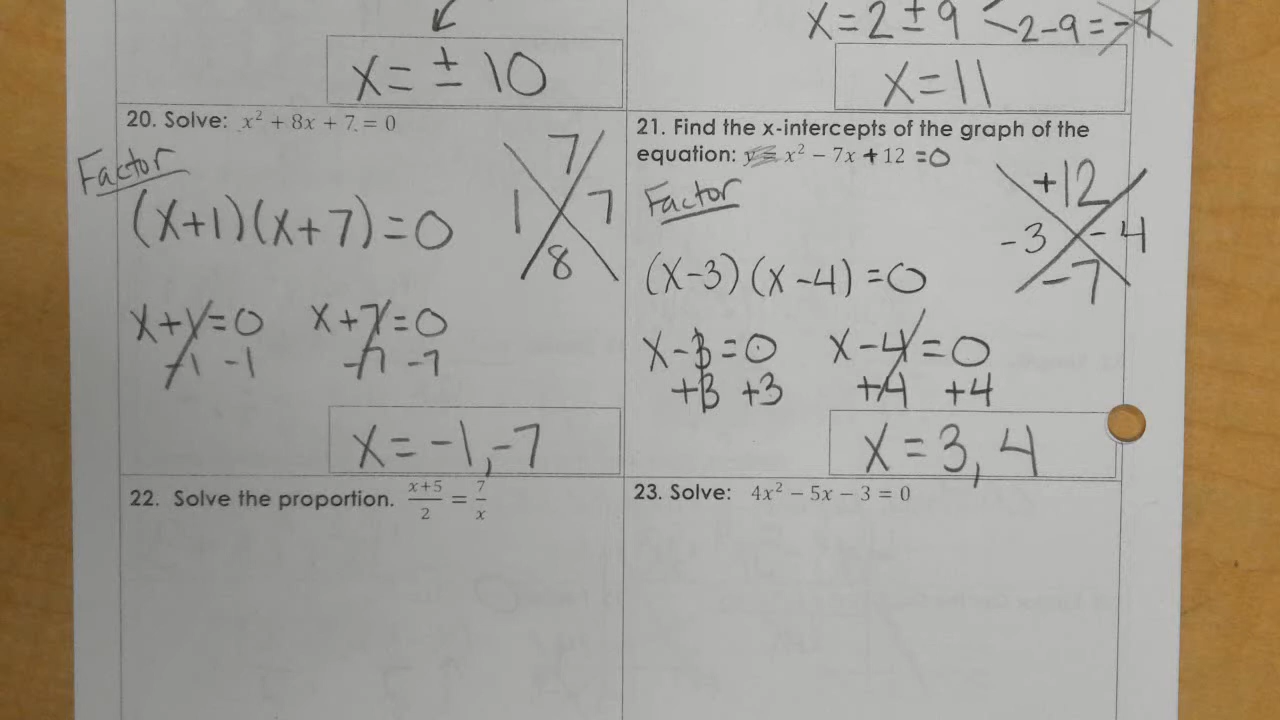 x = ± 10
x = 2 ± 9 < 2-9 = -7
x = 11
20. Solve: x² + 8x + 7 = 0
Factor
(x+1)(x+7) = 0
7
1 7
8
x+1=0 x+7=0
-1 -1 -7 -7
x = -1, -7
21. Find the x-intercepts of the graph of the
equation: y = x² − 7x + 12 = 0
Factor
+12
-3 -4
-7
(x-3)(x-4) = 0
x-3=0 x-4=0
+3 +3 +4 +4
x = 3, 4
22. Solve the proportion. x+5/2 = 7/x
23. Solve: 4x² − 5x − 3 = 0